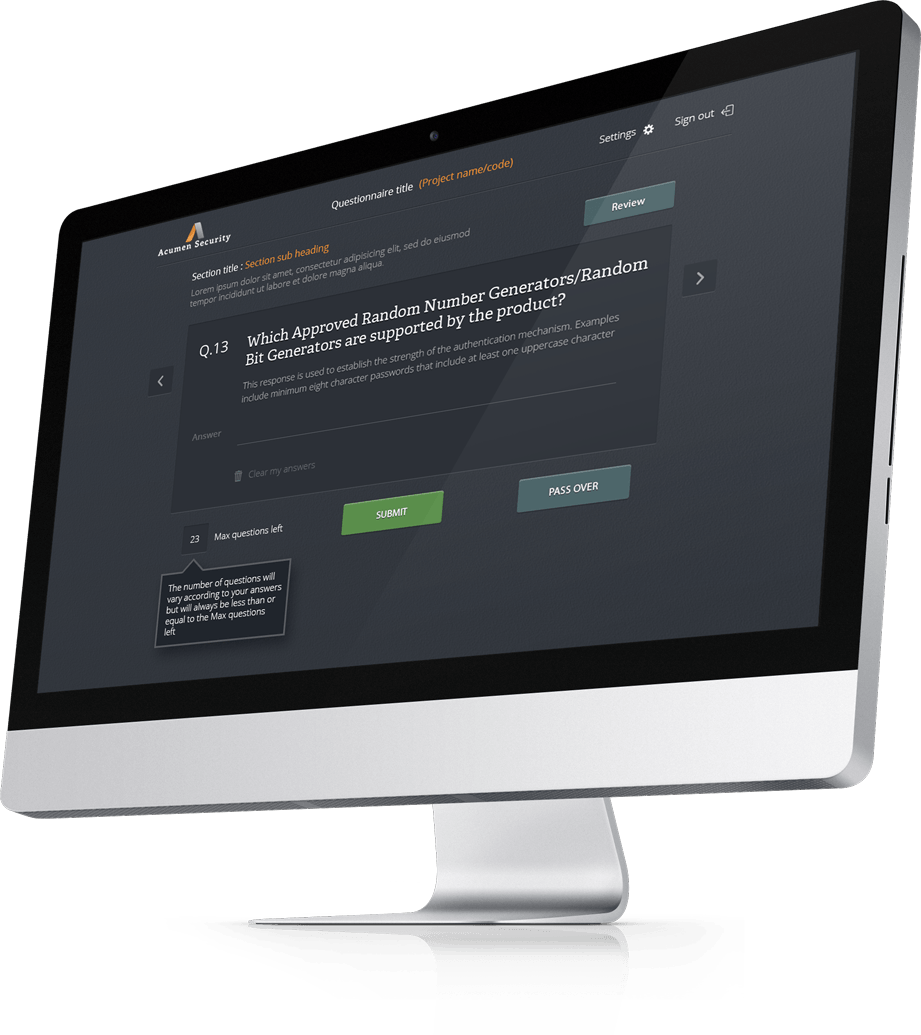 Settings
Sign out
Questionnaire title (Project name/code)
Acumen Security
Review
Section title : Section sub heading
Lorem ipsum dolor sit amet, consectetur adipisicing elit, sed do eiusmod
tempor incididunt ut labore et dolore magna aliqua.
Q.13
Which Approved Random Number Generators/Random
Bit Generators are supported by the product?
This response is used to establish the strength of the authentication mechanism. Examples
include minimum eight character passwords that include at least one uppercase character
Answer
Clear my answers
SUBMIT
PASS OVER
23 Max questions left
The number of questions will
vary according to your answers
but will always be less than or
equal to the Max questions
left